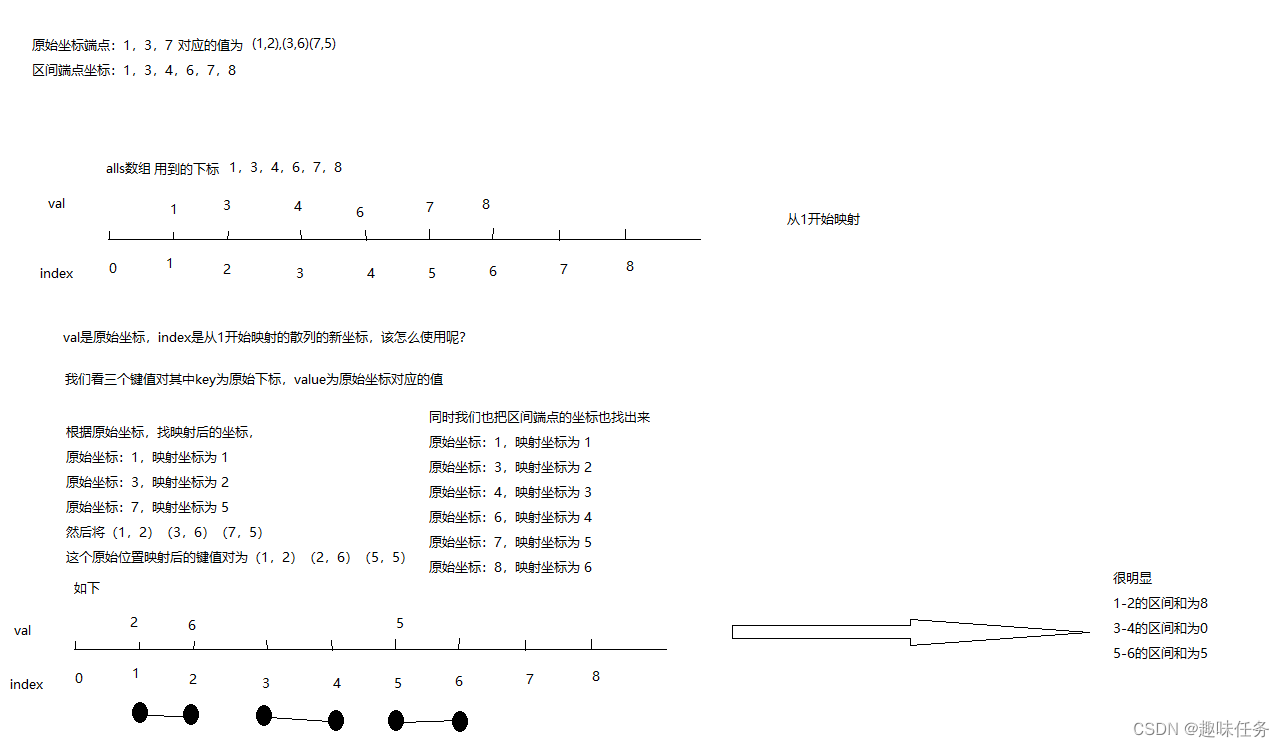 原始坐标端点：1，3，7 对应的值为 (1,2),(3,6)(7,5)
区间端点坐标：1，3，4，6，7，8
alls数组 用到的下标 1，3，4，6，7，8
val 1 3 4 6 7 8
从1开始映射
index 0 1 2 3 4 5 6 7 8
val是原始坐标，index是从1开始映射的散列的新坐标，该怎么使用呢？
我们看三个键值对其中key为原始下标，value为原始坐标对应的值
根据原始坐标，找映射后的坐标，
原始坐标：1，映射坐标为 1
原始坐标：3，映射坐标为 2
原始坐标：7，映射坐标为 5
然后将（1，2）（3，6）（7，5）
这个原始位置映射后的键值对为（1，2）（2，6）（5，5）
如下
同时我们也把区间端点的坐标也找出来
原始坐标：1，映射坐标为 1
原始坐标：3，映射坐标为 2
原始坐标：4，映射坐标为 3
原始坐标：6，映射坐标为 4
原始坐标：7，映射坐标为 5
原始坐标：8，映射坐标为 6
val 2 6 5
index 0 1 2 3 4 5 6 7 8
很明显
1-2的区间和为8
3-4的区间和为0
5-6的区间和为5
CSDN @趣味任务